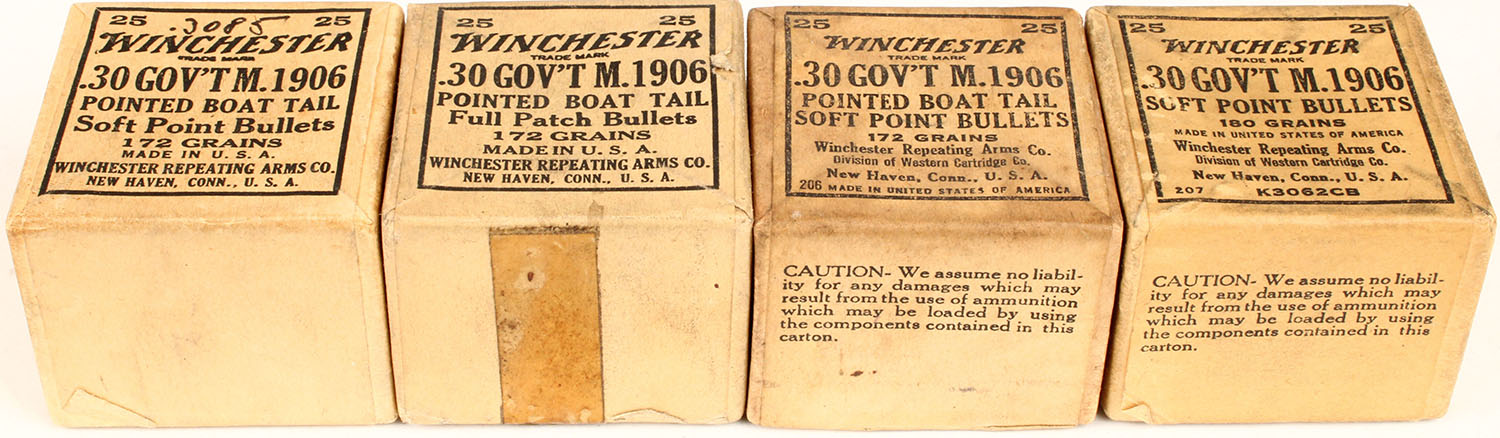 25 .3085 25
WINCHESTER
TRADE MARK
.30 GOV'T M.1906
POINTED BOAT TAIL
Soft Point Bullets
172 GRAINS
MADE IN U. S. A.
WINCHESTER REPEATING ARMS CO.
NEW HAVEN, CONN., U. S. A.
25 25
WINCHESTER
TRADE MARK
.30 GOV'T M.1906
POINTED BOAT TAIL
Full Patch Bullets
172 GRAINS
MADE IN U. S. A.
WINCHESTER REPEATING ARMS CO.
NEW HAVEN, CONN., U. S. A.
25 25
WINCHESTER
TRADE MARK
.30 GOV'T M.1906
POINTED BOAT TAIL
SOFT POINT BULLETS
172 GRAINS
Winchester Repeating Arms Co.
Division of Western Cartridge Co.
New Haven, Conn., U. S. A.
206 MADE IN UNITED STATES OF AMERICA
CAUTION- We assume no liabil-
ity for any damages which may
result from the use of ammunition
which may be loaded by using
the components contained in this
carton.
25 25
WINCHESTER
TRADE MARK
.30 GOV'T M.1906
SOFT POINT BULLETS
180 GRAINS
MADE IN UNITED STATES OF AMERICA
Winchester Repeating Arms Co.
Division of Western Cartridge Co.
New Haven, Conn., U. S. A.
207 K3062CB
CAUTION- We assume no liabil-
ity for any damages which may
result from the use of ammunition
which may be loaded by using
the components contained in this
carton.